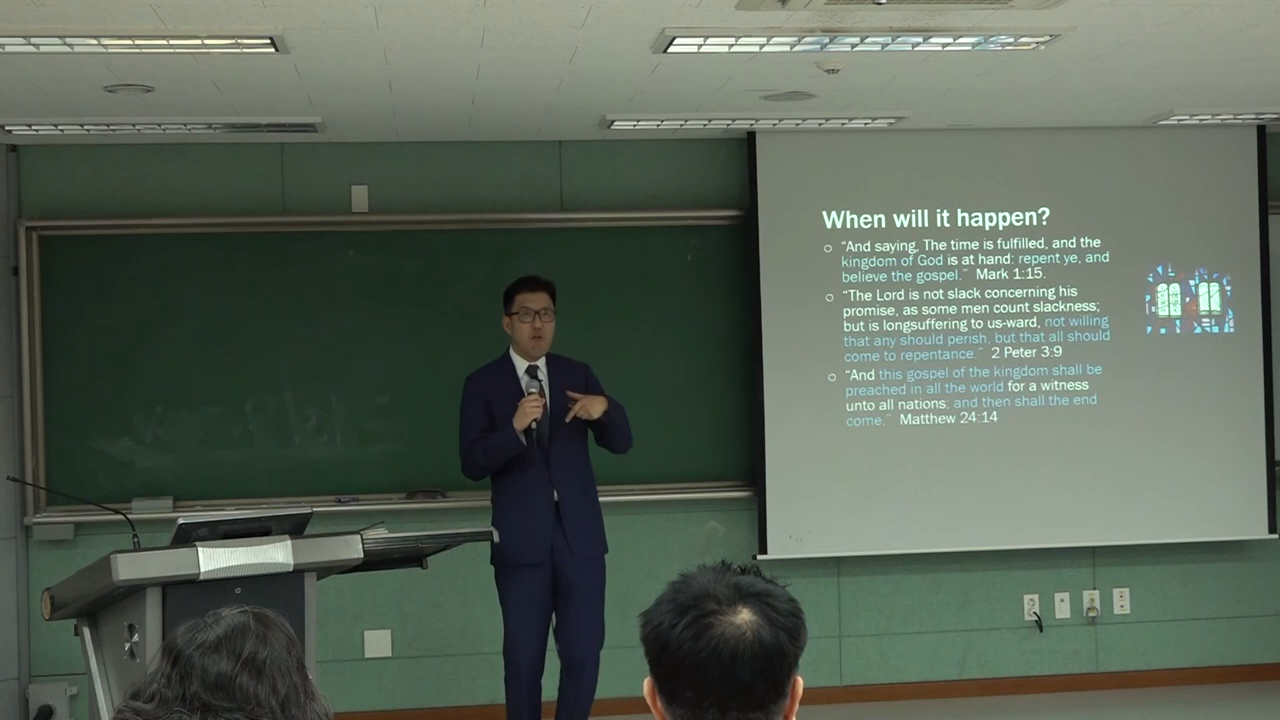 When will it happen?
“And saying, The time is fulfilled, and the
kingdom of God is at hand: repent ye, and
believe the gospel.” Mark 1:15.
“The Lord is not slack concerning his
promise, as some men count slackness;
but is longsuffering to us-ward, not willing
that any should perish, but that all should
come to repentance.” 2 Peter 3:9
“And this gospel of the kingdom shall be
preached in all the world for a witness
unto all nations; and then shall the end
come.” Matthew 24:14